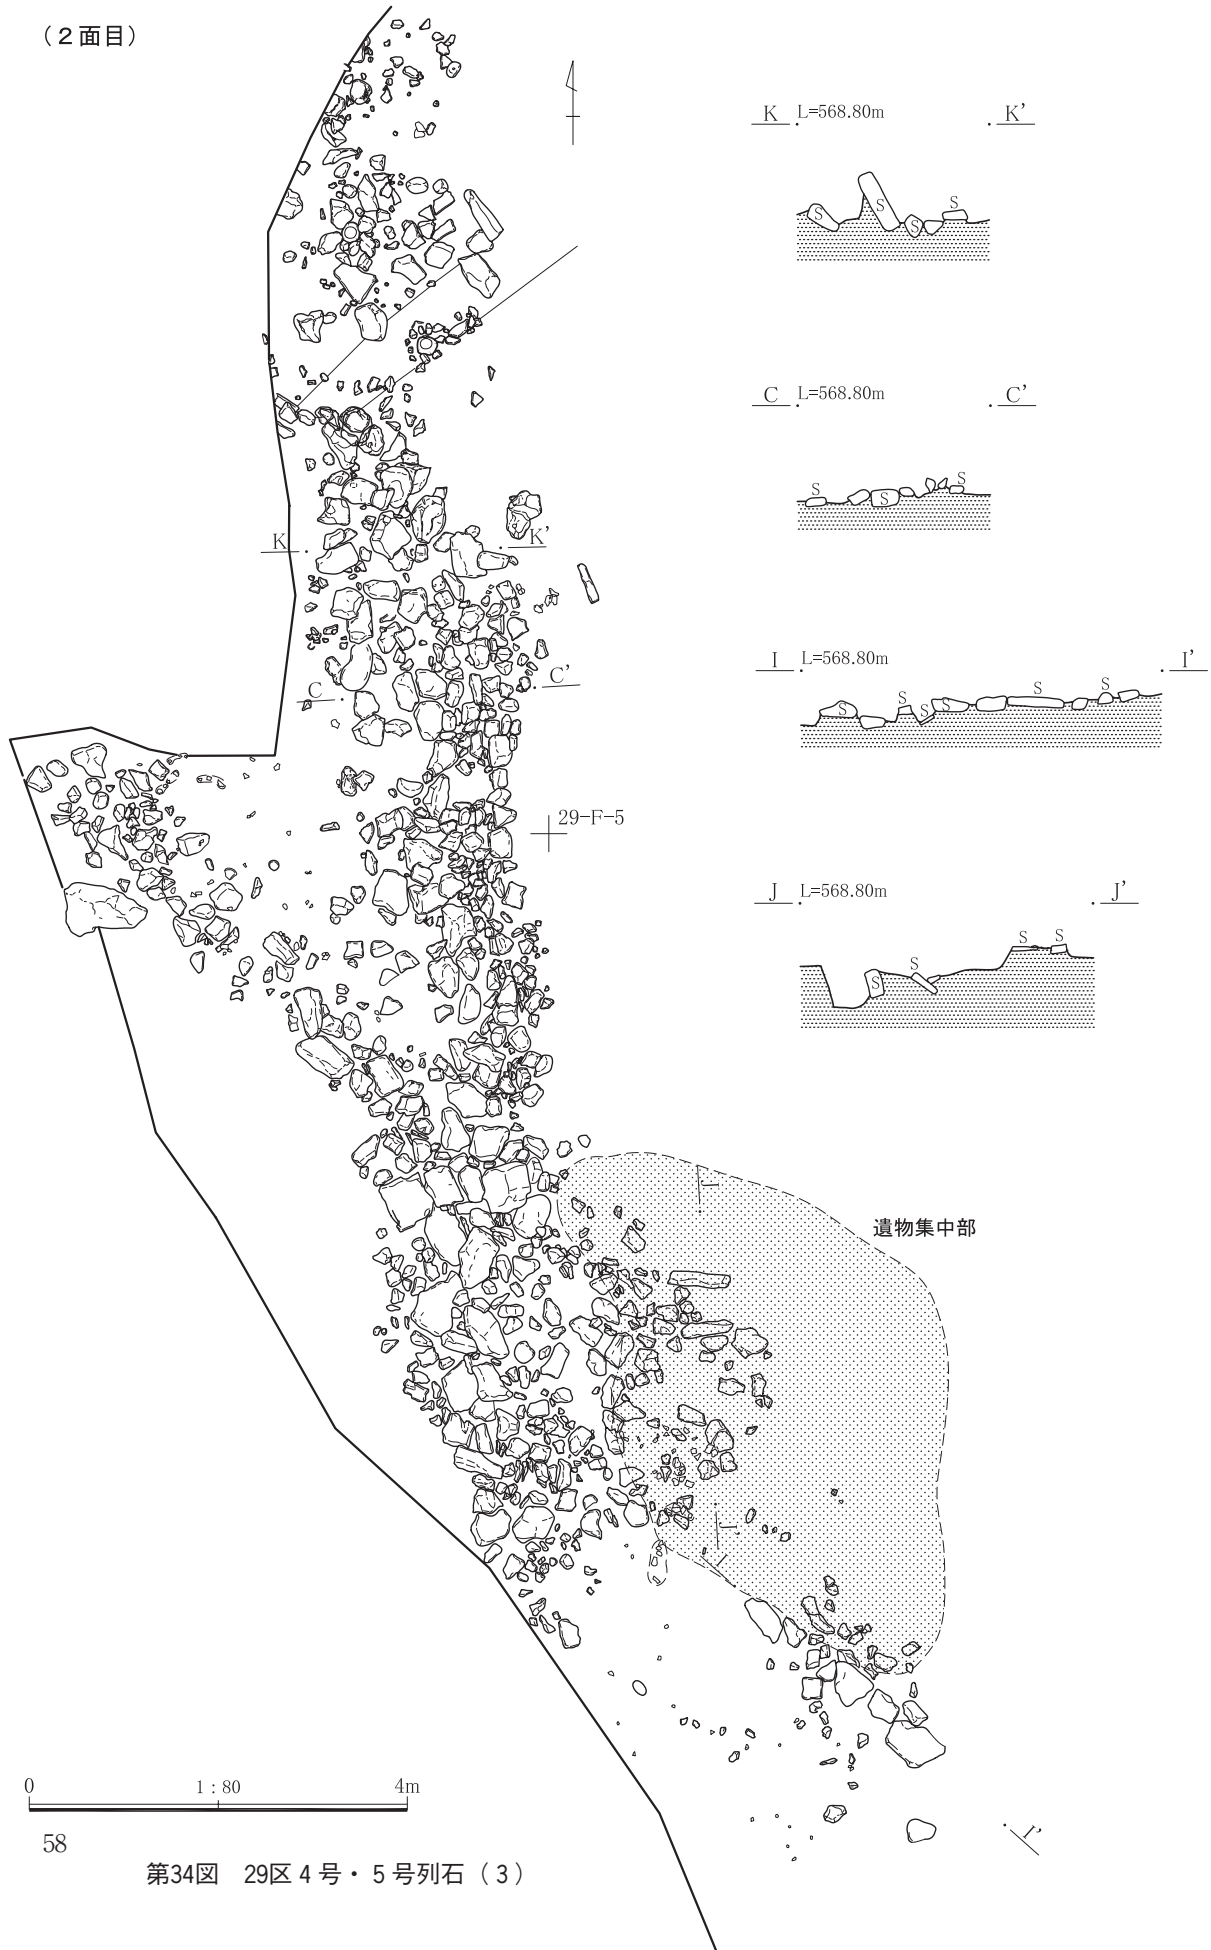 （２面目）
K L=568.80m K'
C L=568.80m C'
K K'
I L=568.80m I'
C C'
29-F-5
J L=568.80m J'
J
遺物集中部
J'
I
I'
S S S S
S S S
S S S S S S
S S S S
0 1：80 4m
58
第34図　29区４号・５号列石（３）